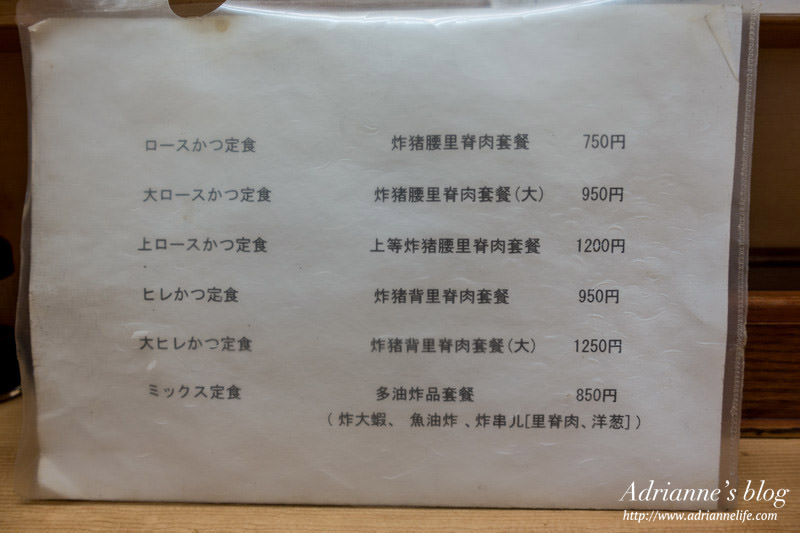 ロースかつ定食 炸猪腰里脊肉套餐 750円
大ロースかつ定食 炸猪腰里脊肉套餐(大) 950円
上ロースかつ定食 上等炸猪腰里脊肉套餐 1200円
ヒレかつ定食 炸猪背里脊肉套餐 950円
大ヒレかつ定食 炸猪背里脊肉套餐(大) 1250円
ミックス定食 多油炸品套餐 850円
(炸大蝦、魚油炸、炸串儿[里脊肉、洋葱])
Adrianne's blog
http://www.adriannelife.com/